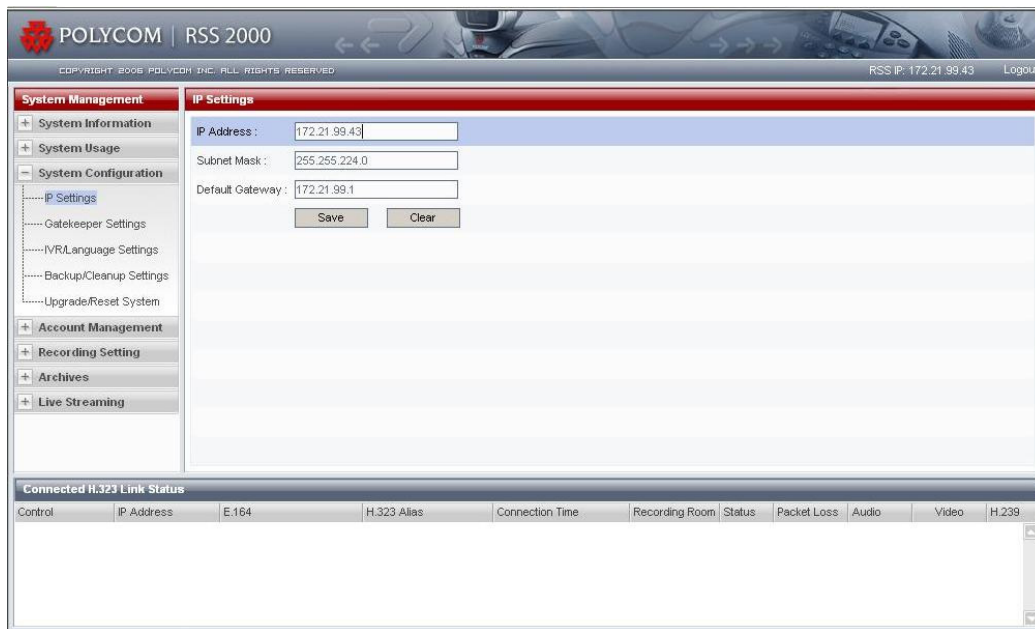 POLYCOM | RSS 2000
COPYRIGHT 2006 POLYCOM INC. ALL RIGHTS RESERVED
RSS IP: 172.21.99.43 Logou
System Management
System Information
System Usage
System Configuration
IP Settings
Gatekeeper Settings
IVR/Language Settings
Backup/Cleanup Settings
Upgrade/Reset System
Account Management
Recording Setting
Archives
Live Streaming
IP Settings
IP Address : 172.21.99.43
Subnet Mask : 255.255.224.0
Default Gateway : 172.21.99.1
Save Clear
Connected H.323 Link Status
Control IP Address E.164 H.323 Alias Connection Time Recording Room Status Packet Loss Audio Video H.239